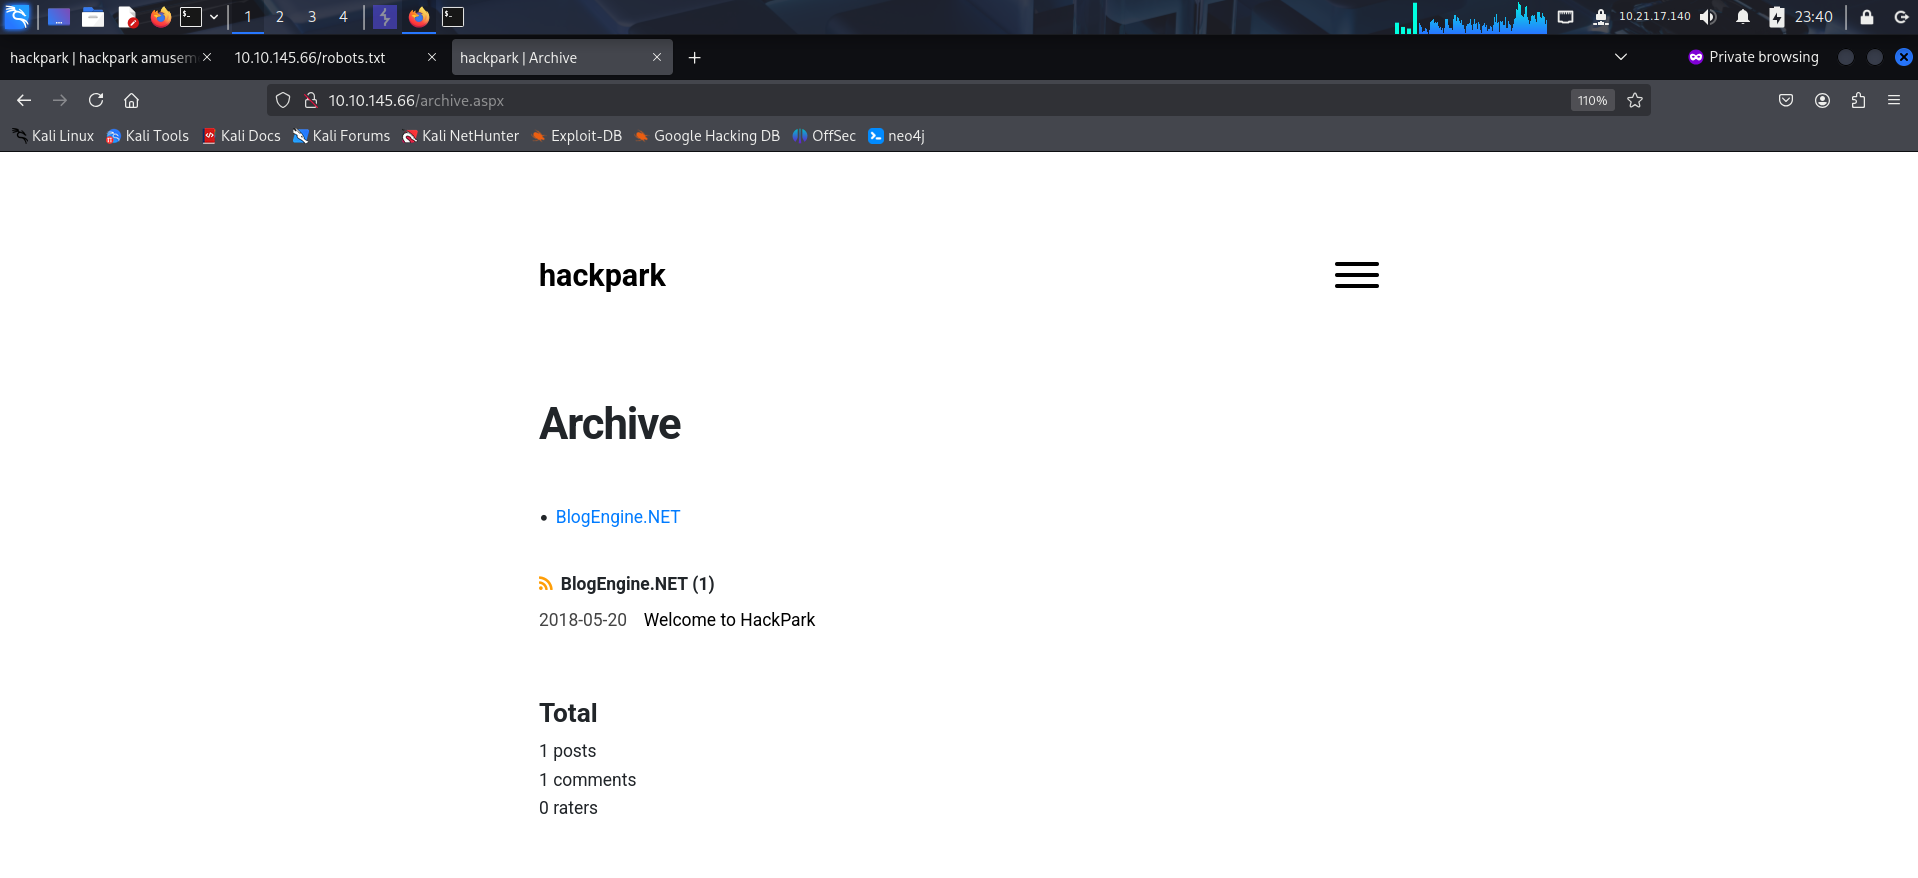 1 2 3 4 10.21.17.140 23:40
hackpark | hackpark amusem 10.10.145.66/robots.txt hackpark | Archive Private browsing
10.10.145.66/archive.aspx 110%
Kali Linux Kali Tools Kali Docs Kali Forums Kali NetHunter Exploit-DB Google Hacking DB OffSec neo4j
hackpark
Archive
• BlogEngine.NET
BlogEngine.NET (1)
2018-05-20 Welcome to HackPark
Total
1 posts
1 comments
0 raters